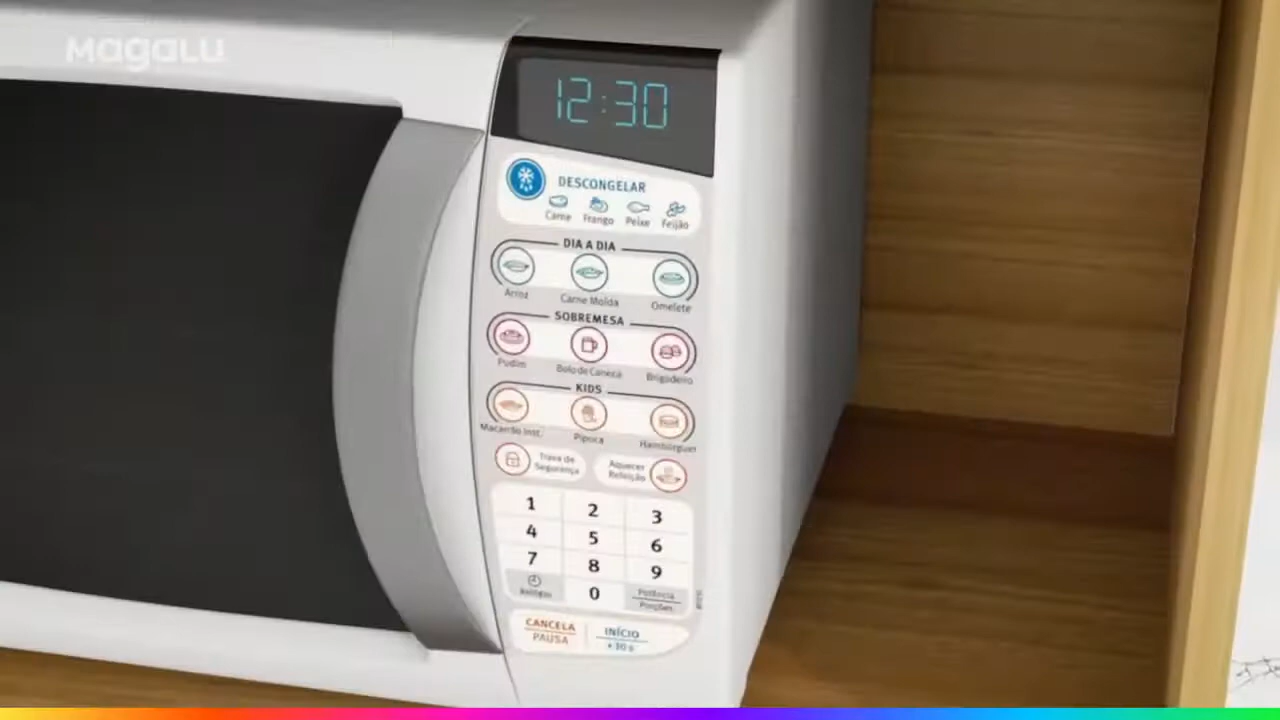 magalu
12:30
DESCONGELAR
Carne Frango Peixe Feijão
DIA A DIA
Arroz Carne Moída Omelete
SOBREMESA
Pudim Bolo de Caneca Brigadeiro
KIDS
Macarrão Inst. Pipoca Hambúrguer
Trava de Segurança
Aquecer Refeição
1 2 3
4 5 6
7 8 9
Relógio 0 Potência
Porções
CANCELA INÍCIO
PAUSA +30 s